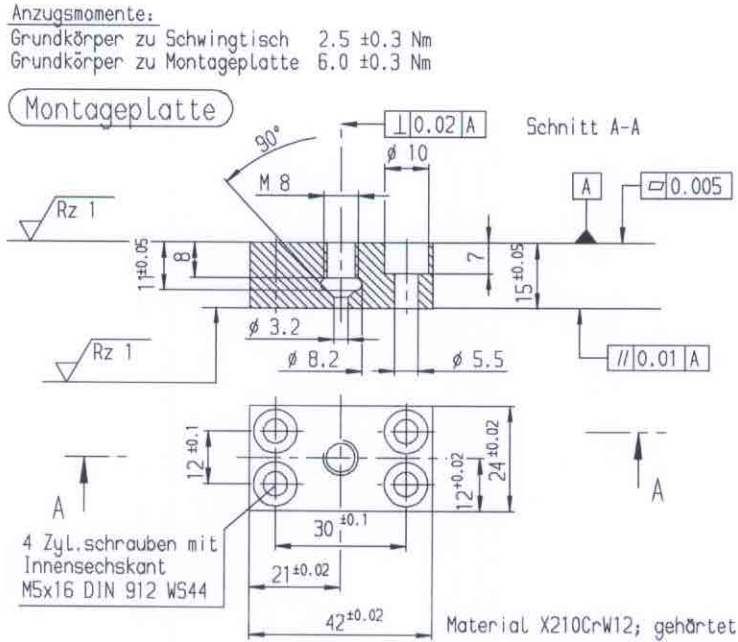 Anzugsmomente:
Grundkörper zu Schwingtisch 2.5 ±0.3 Nm
Grundkörper zu Montageplatte 6.0 ±0.3 Nm
Montageplatte
⊥ 0.02 A
Schnitt A-A
90°
ø 10
M 8
A
⏥ 0.005
Rz 1
11±0.05
8
7
15±0.05
ø 3.2
Rz 1
ø 8.2
ø 5.5
// 0.01 A
12±0.1
12±0.02
24±0.02
A
A
30 ±0.1
4 Zyl.schrauben mit
Innensechskant
M5x16 DIN 912 WS44
21±0.02
42±0.02
Material X210CrW12; gehörtet